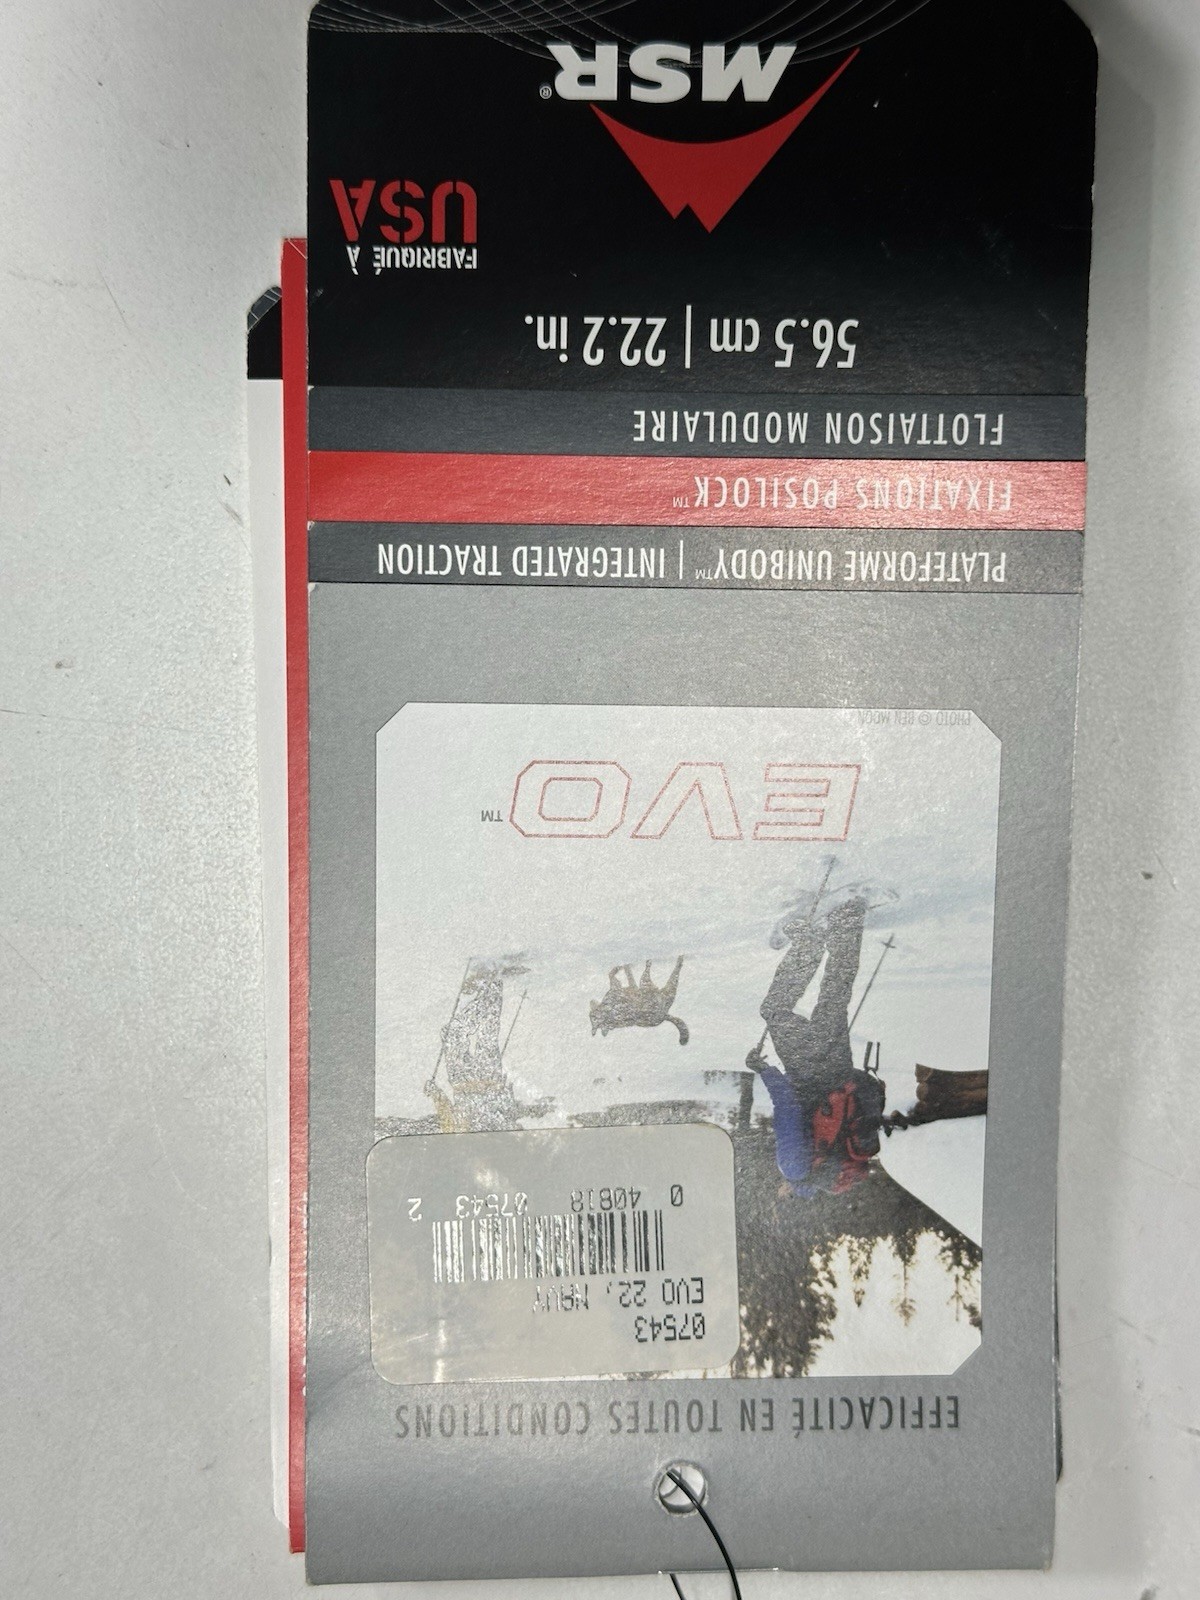 EFFICACITÉ EN TOUTES CONDITIONS
07543
EVO 22, NAVY
0 40818 07543 2
EVO™
PHOTO © BEN MOON
PLATEFORME UNIBODY™ | INTEGRATED TRACTION
FIXATIONS POSILOCK™
FLOTTAISON MODULAIRE
56.5 cm | 22.2 in.
FABRIQUÉ À
USA
MSR®